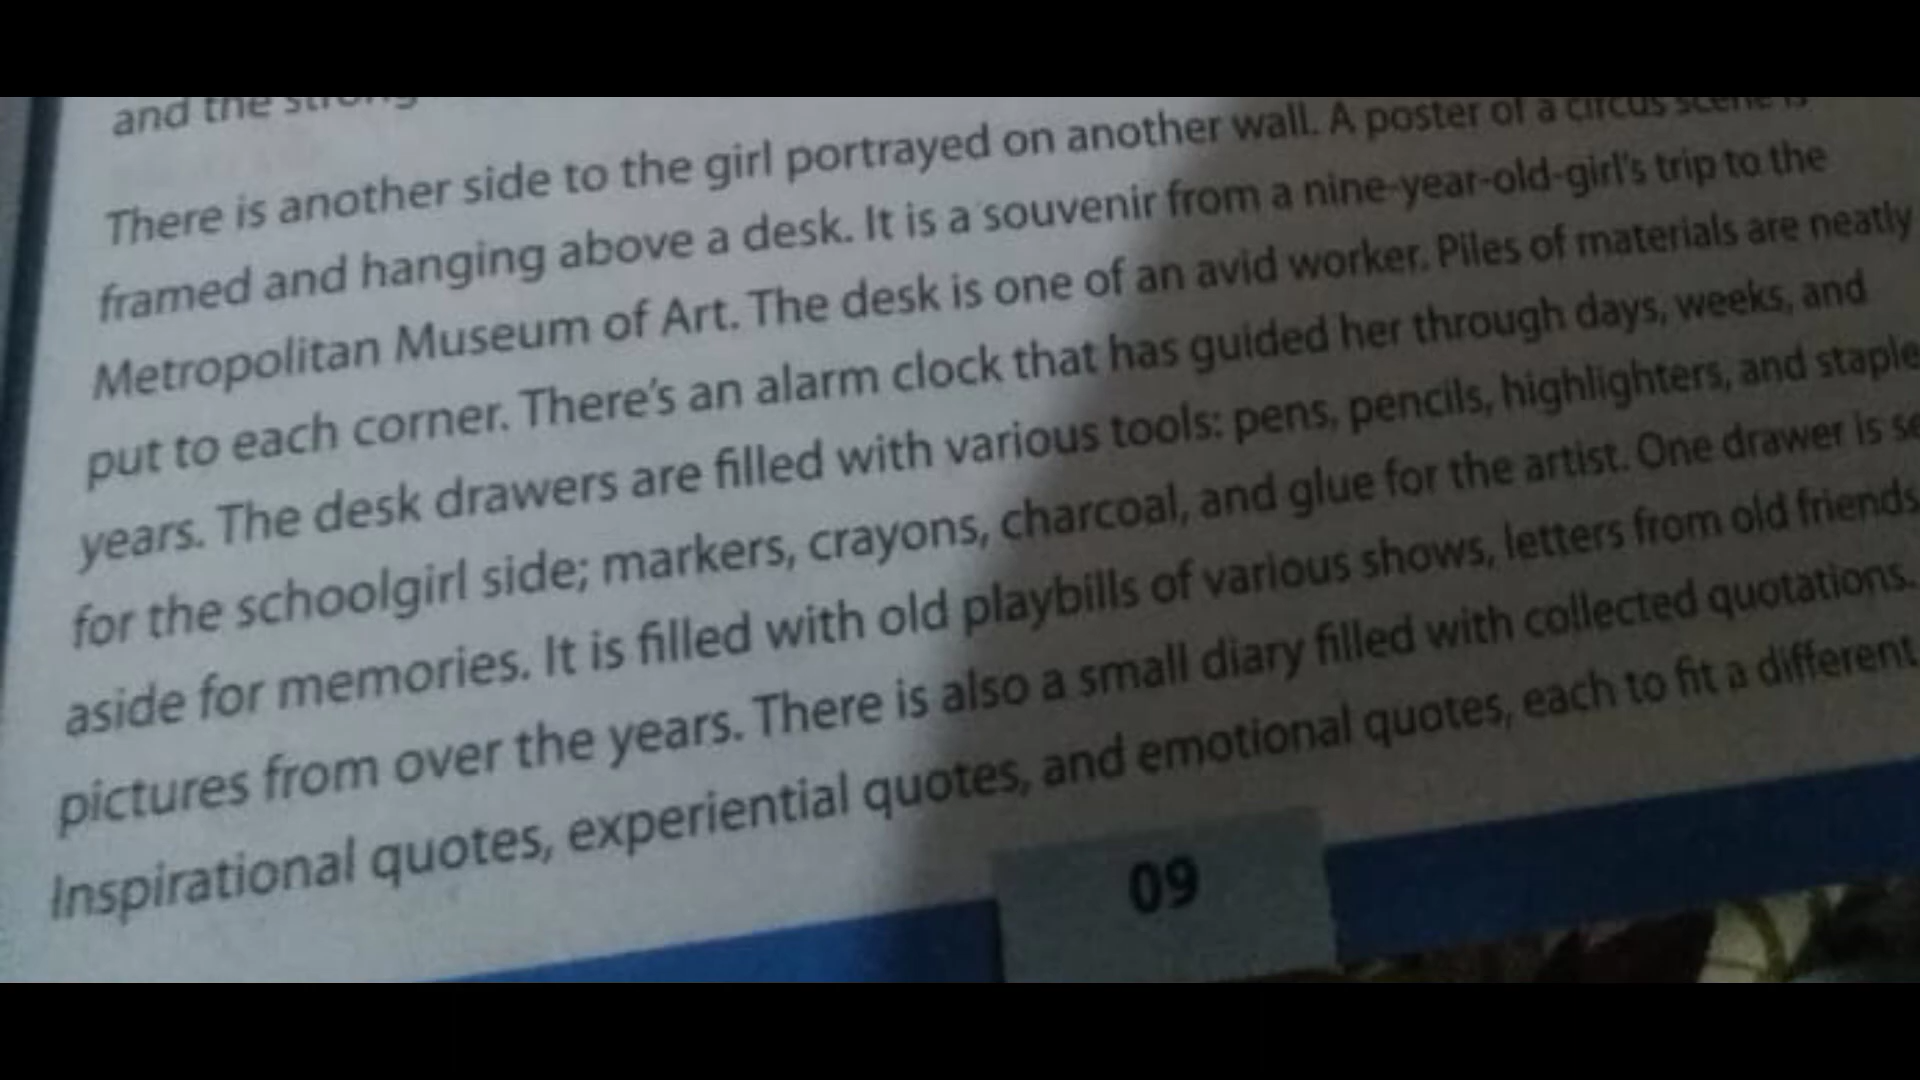 and the strong
There is another side to the girl portrayed on another wall. A poster of a circus scene is
framed and hanging above a desk. It is a souvenir from a nine-year-old-girl's trip to the
Metropolitan Museum of Art. The desk is one of an avid worker. Piles of materials are neatly
put to each corner. There's an alarm clock that has guided her through days, weeks, and
years. The desk drawers are filled with various tools: pens, pencils, highlighters, and staple
for the schoolgirl side; markers, crayons, charcoal, and glue for the artist. One drawer is se
aside for memories. It is filled with old playbills of various shows, letters from old friends,
pictures from over the years. There is also a small diary filled with collected quotations.
Inspirational quotes, experiential quotes, and emotional quotes, each to fit a different
09